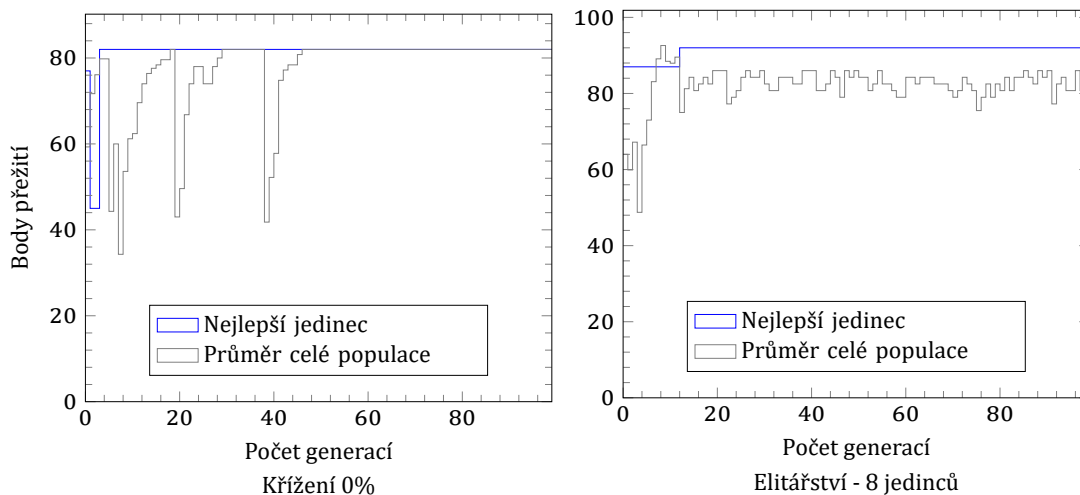 80
60
40
20
0
Body přežití
Nejlepší jedinec
Průměr celé populace
0 20 40 60 80
Počet generací
Křížení 0%
100
80
60
40
20
0
Nejlepší jedinec
Průměr celé populace
0 20 40 60 80
Počet generací
Elitářství - 8 jedinců